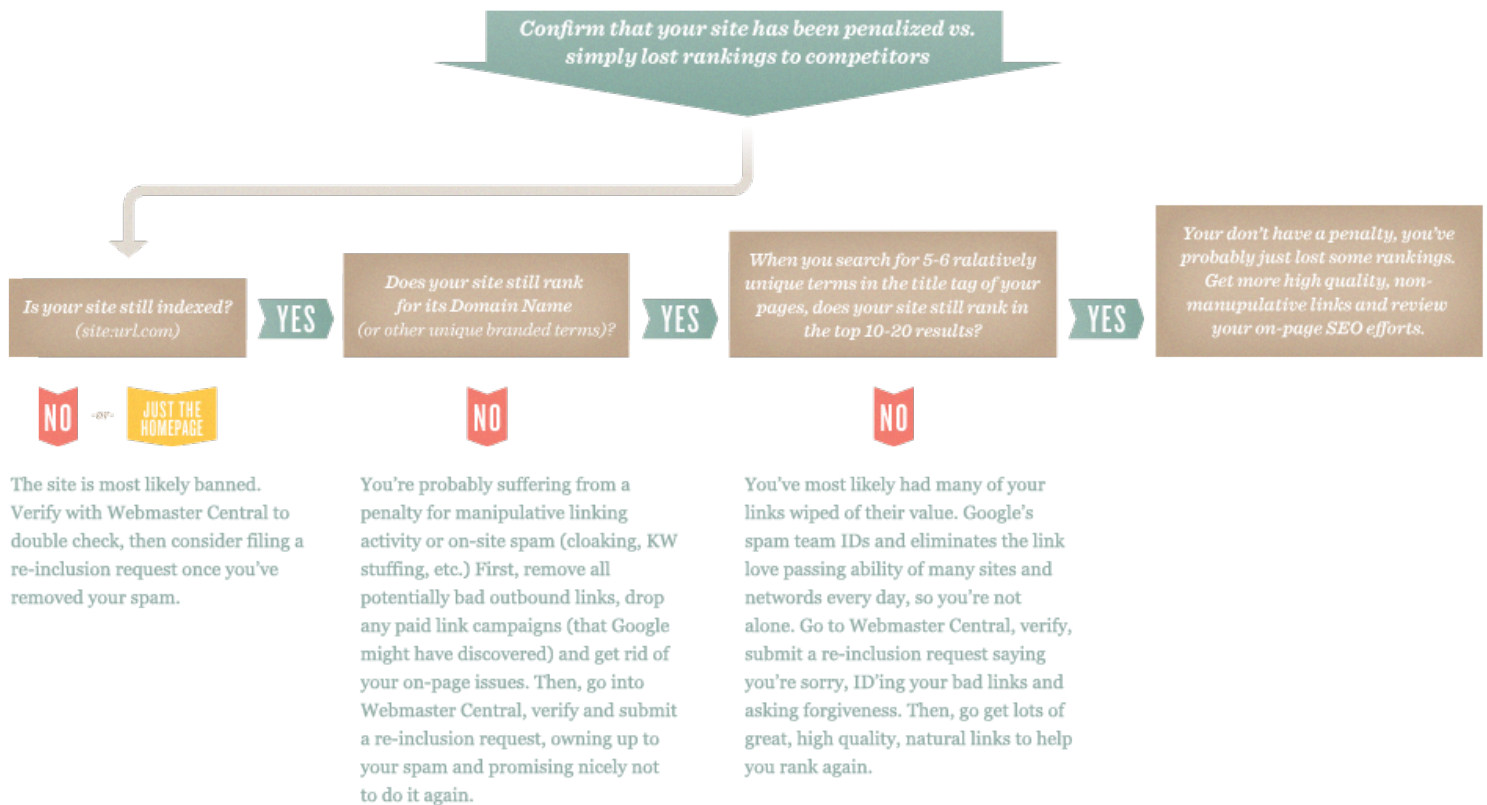 Confirm that your site has been penalized vs.
simply lost rankings to competitors
Is your site still indexed?
(site:url.com)
YES
Does your site still rank
for its Domain Name
(or other unique branded terms)?
YES
When you search for 5-6 ralatively
unique terms in the title tag of your
pages, does your site still rank in
the top 10-20 results?
YES
Your don't have a penalty, you've
probably just lost some rankings.
Get more high quality, non-
manupulative links and review
your on-page SEO efforts.
NO
-or-
JUST THE
HOMEPAGE
NO
NO
The site is most likely banned.
Verify with Webmaster Central to
double check, then consider filing a
re-inclusion request once you've
removed your spam.
You're probably suffering from a
penalty for manipulative linking
activity or on-site spam (cloaking, KW
stuffing, etc.) First, remove all
potentially bad outbound links, drop
any paid link campaigns (that Google
might have discovered) and get rid of
your on-page issues. Then, go into
Webmaster Central, verify and submit
a re-inclusion request, owning up to
your spam and promising nicely not
to do it again.
You've most likely had many of your
links wiped of their value. Google's
spam team IDs and eliminates the link
love passing ability of many sites and
networds every day, so you're not
alone. Go to Webmaster Central, verify,
submit a re-inclusion request saying
you're sorry, ID'ing your bad links and
asking forgiveness. Then, go get lots of
great, high quality, natural links to help
you rank again.